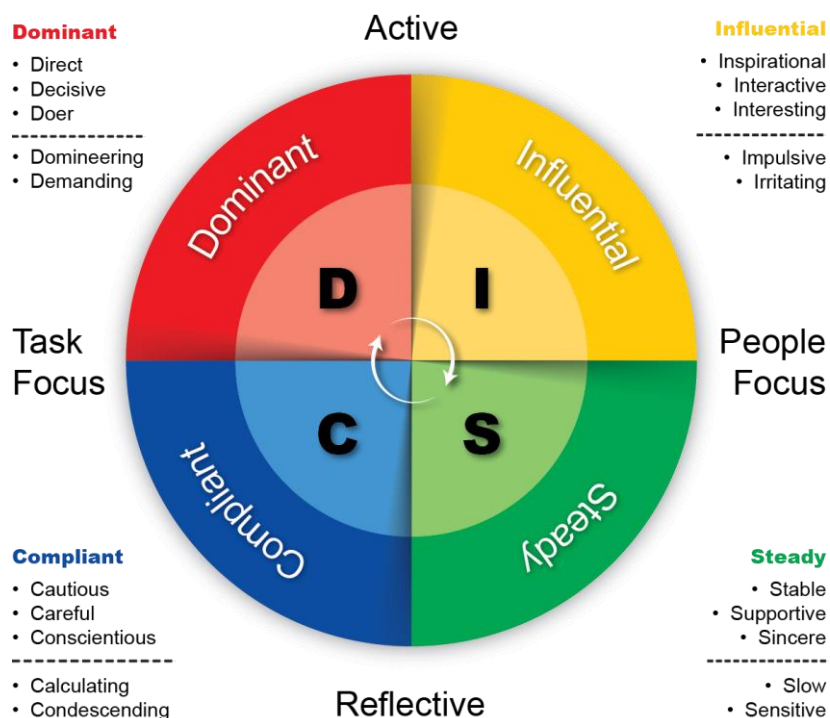 Active
Dominant
• Direct
• Decisive
• Doer
• Domineering
• Demanding
Influential
• Inspirational
• Interactive
• Interesting
• Impulsive
• Irritating
Dominant
Influential
D
I
Task
Focus
People
Focus
C
S
Compliant
Steady
Compliant
• Cautious
• Careful
• Conscientious
• Calculating
• Condescending
Steady
• Stable
• Supportive
• Sincere
• Slow
• Sensitive
Reflective